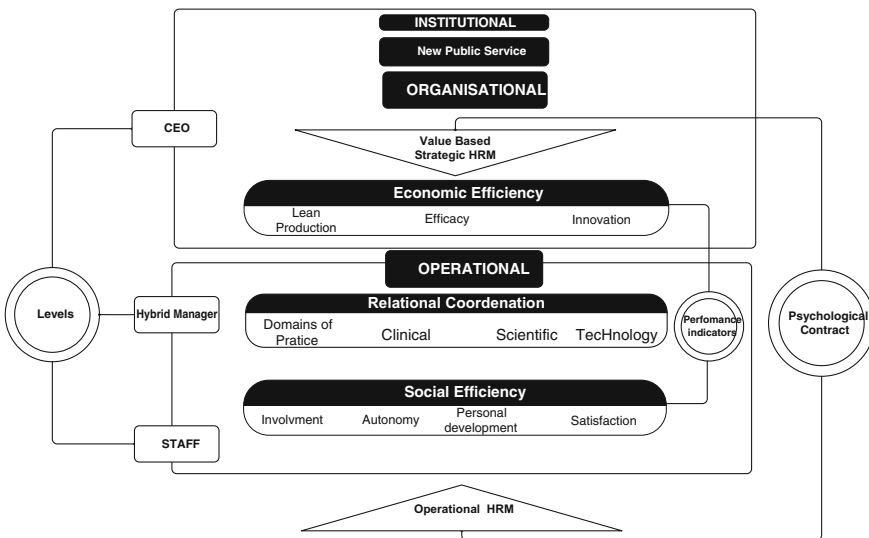 INSTITUTIONAL
New Public Service
ORGANISATIONAL
CEO
Value Based
Strategic HRM
Economic Efficiency
Lean
Production
Efficacy
Innovation
OPERATIONAL
Levels
Hybrid Manager
Relational Coordenation
Domains of
Pratice
Clinical
Scientific
TecHnology
Perfomance
indicators
Psychological
Contract
Social Efficiency
Involvment
Autonomy
Personal
development
Satisfaction
STAFF
Operational HRM